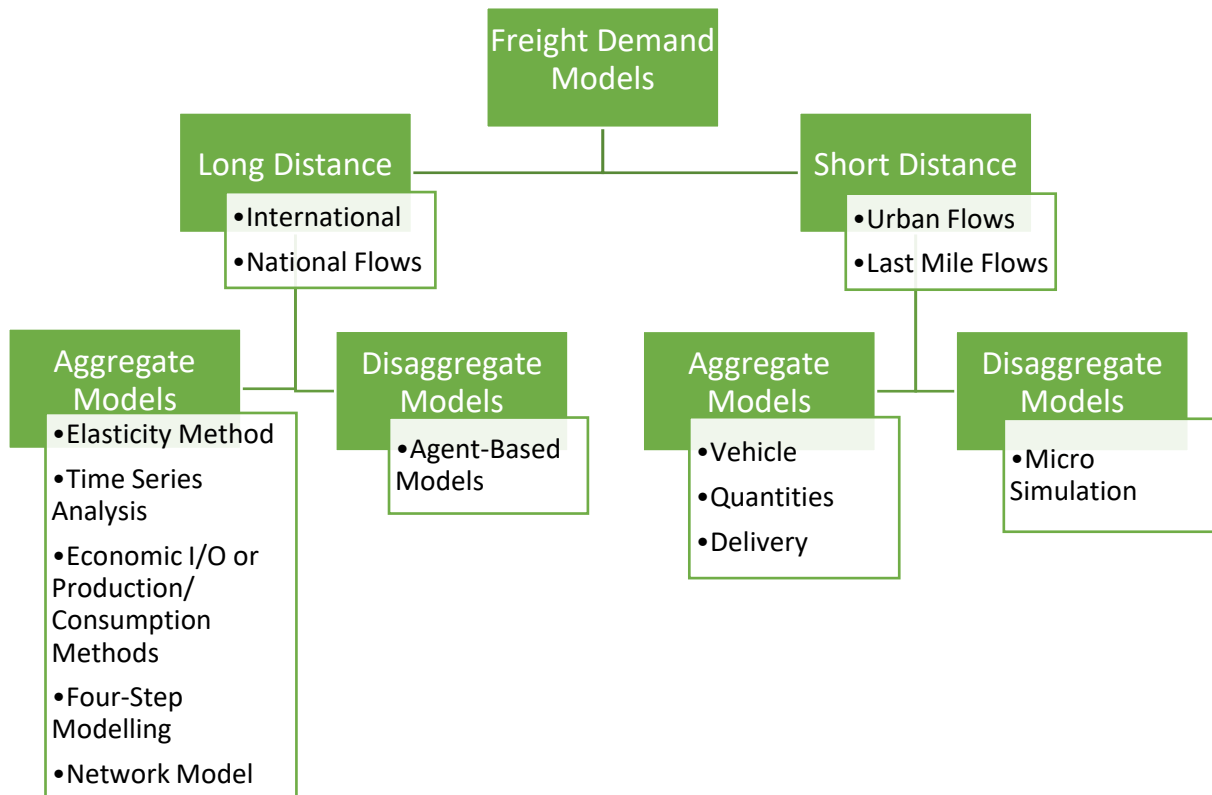 Freight Demand
Models
Long Distance
•International
•National Flows
Short Distance
•Urban Flows
•Last Mile Flows
Aggregate
Models
•Elasticity Method
•Time Series
Analysis
•Economic I/O or
Production/
Consumption
Methods
•Four-Step
Modelling
•Network Model
Disaggregate
Models
•Agent-Based
Models
Aggregate
Models
•Vehicle
•Quantities
•Delivery
Disaggregate
Models
•Micro
Simulation